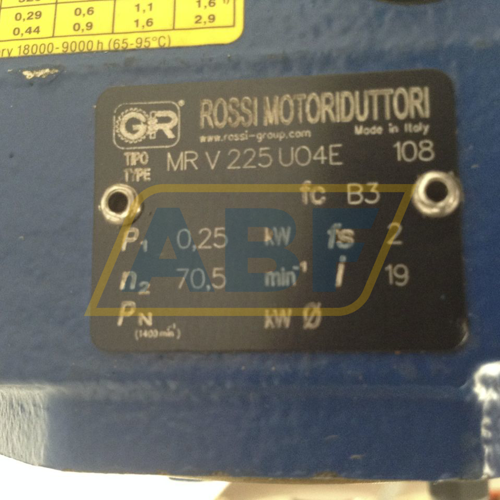 0,29 0,6 1,1 1,6
0,44 0,9 1,6 2,9
18000-9000 h (65-95°C)
GR ROSSI MOTORIDUTTORI
www.rossi-group.com Made in Italy
TIPO
TYPE MR V 225 UO4E 108
fc B3
P1 0,25 kW fs 2
n2 70,5 min-1 i 19
PN kW Ø
(1400 min-1)
ABF